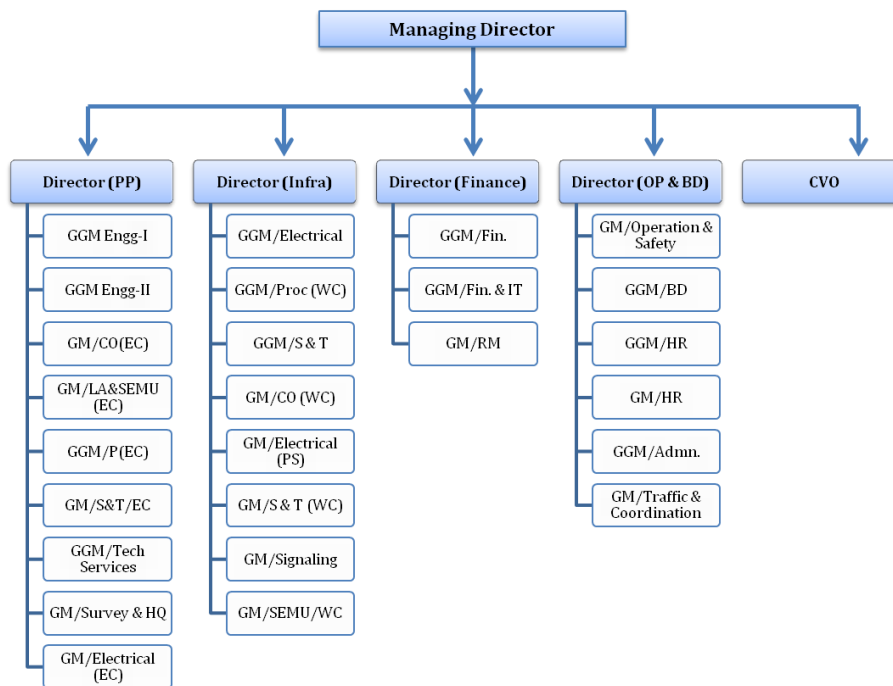 Managing Director
Director (PP)
Director (Infra)
Director (Finance)
Director (OP & BD)
CVO
GGM Engg-I
GGM Engg-II
GM/CO(EC)
GM/LA&SEMU
(EC)
GGM/P(EC)
GM/S&T/EC
GGM/Tech
Services
GM/Survey & HQ
GM/Electrical
(EC)
GGM/Electrical
GGM/Proc (WC)
GGM/S & T
GM/CO (WC)
GM/Electrical
(PS)
GM/S & T (WC)
GM/Signaling
GM/SEMU/WC
GGM/Fin.
GGM/Fin. & IT
GM/RM
GM/Operation &
Safety
GGM/BD
GGM/HR
GM/HR
GGM/Admn.
GM/Traffic &
Coordination